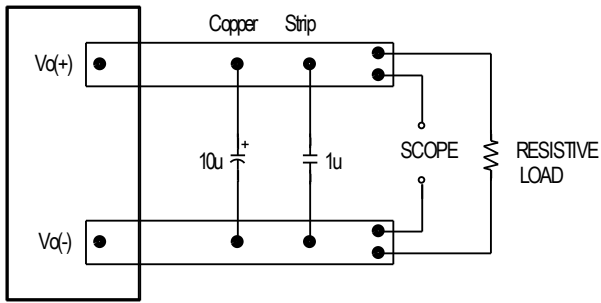 Copper Strip
Vo(+)
10u
+
1u
SCOPE
RESISTIVE
LOAD
Vo(-)